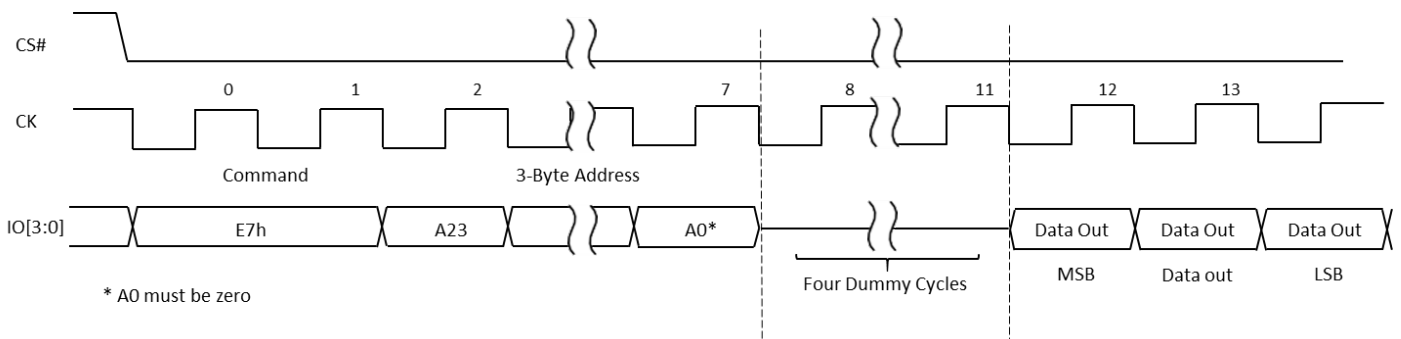 CS#
0 1 2 7 8 11 12 13
CK
Command 3-Byte Address
IO[3:0] E7h A23 A0* Data Out Data Out Data Out
MSB Data out LSB
Four Dummy Cycles
* A0 must be zero